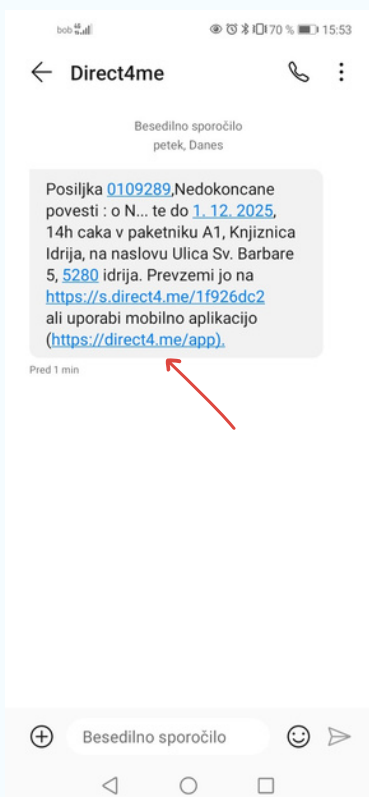 bob 70 % 15:53
Direct4me
Besedilno sporočilo
petek, Danes
Posiljka 0109289,Nedokoncane
povesti : o N... te do 1. 12. 2025,
14h caka v paketniku A1, Knjiznica
Idrija, na naslovu Ulica Sv. Barbare
5, 5280 idrija. Prevzemi jo na
https://s.direct4.me/1f926dc2
ali uporabi mobilno aplikacijo
(https://direct4.me/app).
Pred 1 min
Besedilno sporočilo